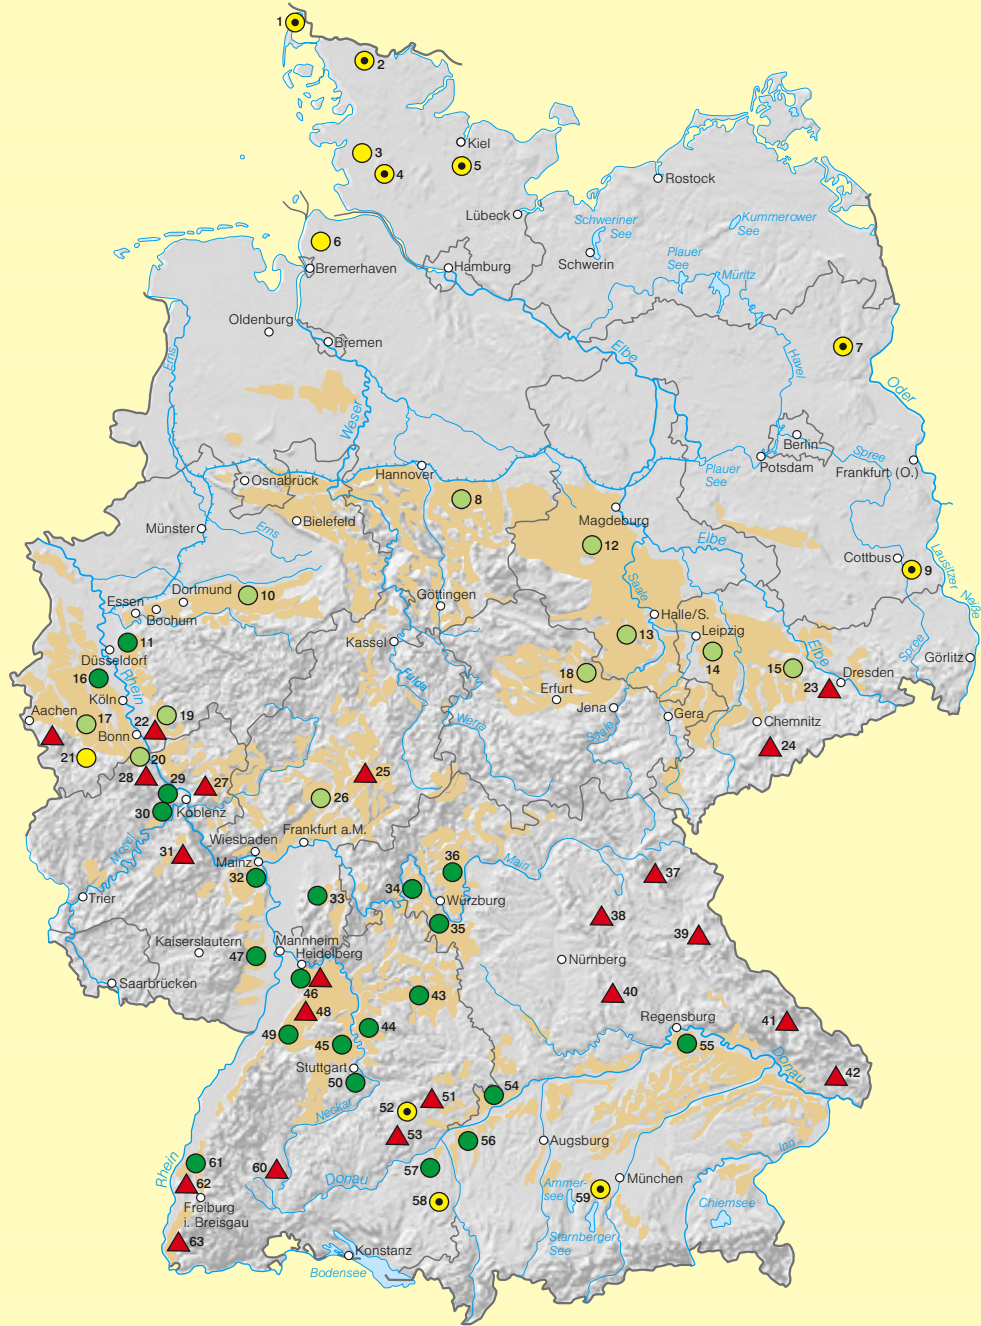 1
2
3
4
5
Kiel
Rostock
Lübeck
Schweriner
See
Kummerower
See
Schwerin
Plauer
See
Müritz
6
Bremerhaven
Hamburg
Oldenburg
Bremen
Elbe
Havel
7
Oder
Ems
Weser
Berlin
Potsdam
Spree
Frankfurt (O.)
Plauer
See
Hannover
Osnabrück
8
Magdeburg
Bielefeld
Münster
Ems
12
Elbe
Cottbus
9
Lausitzer
Neiße
Dortmund
10
Essen
Bochum
Göttingen
Saale
Halle/S.
Leipzig
11
Düsseldorf
Kassel
13
14
Elbe
Spree
Görlitz
15
Dresden
23
16
Köln
Rhein
Fulda
18
Erfurt
Jena
Gera
Saale
Chemnitz
24
Aachen
17
22
19
Bonn
Werra
21
20
28
29
27
25
26
30
Koblenz
Mosel
31
Wiesbaden
Frankfurt a.M.
Mainz
32
33
34
36
Main
37
Trier
Würzburg
35
38
39
Kaiserslautern
Mannheim
Heidelberg
47
46
Nürnberg
Saarbrücken
43
40
48
49
44
45
Regensburg
55
41
Donau
42
Stuttgart
50
Neckar
51
52
53
54
56
Augsburg
Inn
61
62
60
Rhein
Donau
57
58
59
München
Ammer-
see
Chiemsee
Freiburg
i. Breisgau
63
Starnberger
See
Konstanz
Bodensee